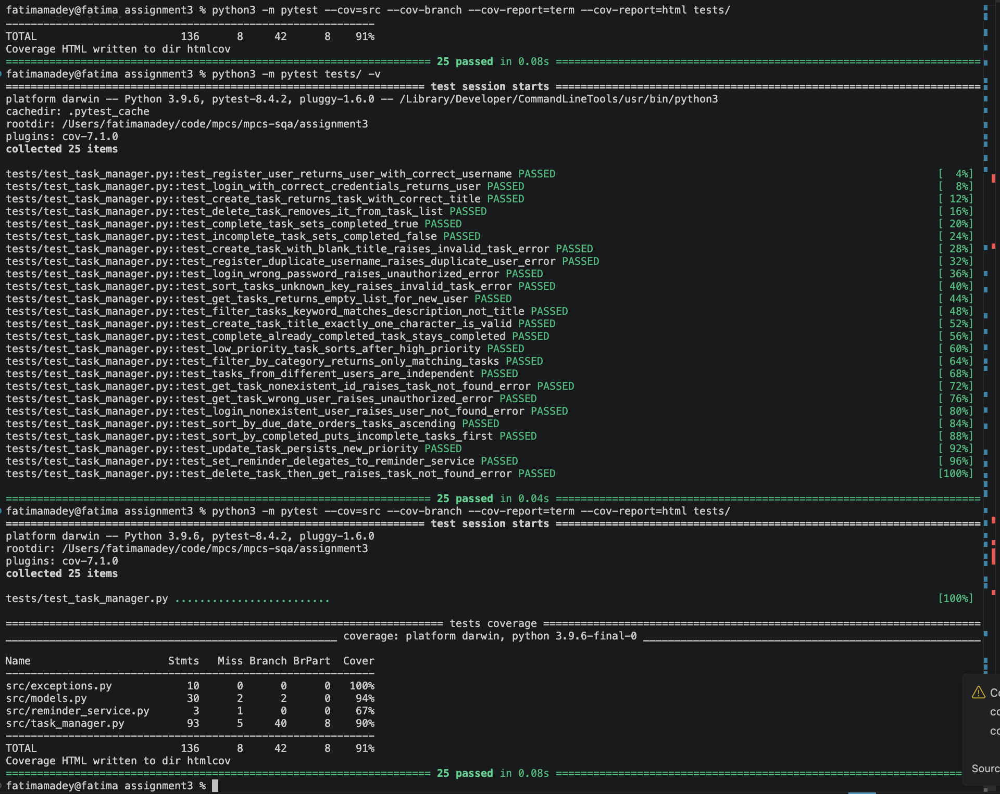 fatimamadey@fatima assignment3 % python3 -m pytest --cov=src --cov-branch --cov-report=term --cov-report=html tests/
------------------------------------------------------------
TOTAL                       136      8     42      8    91%
Coverage HTML written to dir htmlcov
==================== 25 passed in 0.08s ====================
fatimamadey@fatima assignment3 % python3 -m pytest tests/ -v
==================== test session starts ====================
platform darwin -- Python 3.9.6, pytest-8.4.2, pluggy-1.6.0 -- /Library/Developer/CommandLineTools/usr/bin/python3
cachedir: .pytest_cache
rootdir: /Users/fatimamadey/code/mpcs/mpcs-sqa/assignment3
plugins: cov-7.1.0
collected 25 items
tests/test_task_manager.py::test_register_user_returns_user_with_correct_username PASSED [  4%]
tests/test_task_manager.py::test_login_with_correct_credentials_returns_user PASSED [  8%]
tests/test_task_manager.py::test_create_task_returns_task_with_correct_title PASSED [ 12%]
tests/test_task_manager.py::test_delete_task_removes_it_from_task_list PASSED [ 16%]
tests/test_task_manager.py::test_complete_task_sets_completed_true PASSED [ 20%]
tests/test_task_manager.py::test_incomplete_task_sets_completed_false PASSED [ 24%]
tests/test_task_manager.py::test_create_task_with_blank_title_raises_invalid_task_error PASSED [ 28%]
tests/test_task_manager.py::test_register_duplicate_username_raises_duplicate_user_error PASSED [ 32%]
tests/test_task_manager.py::test_login_wrong_password_raises_unauthorized_error PASSED [ 36%]
tests/test_task_manager.py::test_sort_tasks_unknown_key_raises_invalid_task_error PASSED [ 40%]
tests/test_task_manager.py::test_get_tasks_returns_empty_list_for_new_user PASSED [ 44%]
tests/test_task_manager.py::test_filter_tasks_keyword_matches_description_not_title PASSED [ 48%]
tests/test_task_manager.py::test_create_task_title_exactly_one_character_is_valid PASSED [ 52%]
tests/test_task_manager.py::test_complete_already_completed_task_stays_completed PASSED [ 56%]
tests/test_task_manager.py::test_low_priority_task_sorts_after_high_priority PASSED [ 60%]
tests/test_task_manager.py::test_filter_by_category_returns_only_matching_tasks PASSED [ 64%]
tests/test_task_manager.py::test_tasks_from_different_users_are_independent PASSED [ 68%]
tests/test_task_manager.py::test_get_task_nonexistent_id_raises_task_not_found_error PASSED [ 72%]
tests/test_task_manager.py::test_get_task_wrong_user_raises_unauthorized_error PASSED [ 76%]
tests/test_task_manager.py::test_login_nonexistent_user_raises_user_not_found_error PASSED [ 80%]
tests/test_task_manager.py::test_sort_by_due_date_orders_tasks_ascending PASSED [ 84%]
tests/test_task_manager.py::test_sort_by_completed_puts_incomplete_tasks_first PASSED [ 88%]
tests/test_task_manager.py::test_update_task_persists_new_priority PASSED [ 92%]
tests/test_task_manager.py::test_set_reminder_delegates_to_reminder_service PASSED [ 96%]
tests/test_task_manager.py::test_delete_task_then_get_raises_task_not_found_error PASSED [100%]
==================== 25 passed in 0.04s ====================
fatimamadey@fatima assignment3 % python3 -m pytest --cov=src --cov-branch --cov-report=term --cov-report=html tests/
==================== test session starts ====================
platform darwin -- Python 3.9.6, pytest-8.4.2, pluggy-1.6.0
rootdir: /Users/fatimamadey/code/mpcs/mpcs-sqa/assignment3
plugins: cov-7.1.0
collected 25 items
tests/test_task_manager.py ......................... [100%]
==================== tests coverage ====================
____________________ coverage: platform darwin, python 3.9.6-final-0 ____________________
Name                      Stmts   Miss Branch BrPart  Cover
------------------------------------------------------------
src/exceptions.py            10      0      0      0   100%
src/models.py                30      2      2      0    94%
src/reminder_service.py       3      1      0      0    67%
src/task_manager.py          93      5     40      8    90%
------------------------------------------------------------
TOTAL                       136      8     42      8    91%
Coverage HTML written to dir htmlcov
==================== 25 passed in 0.08s ====================
fatimamadey@fatima assignment3 %